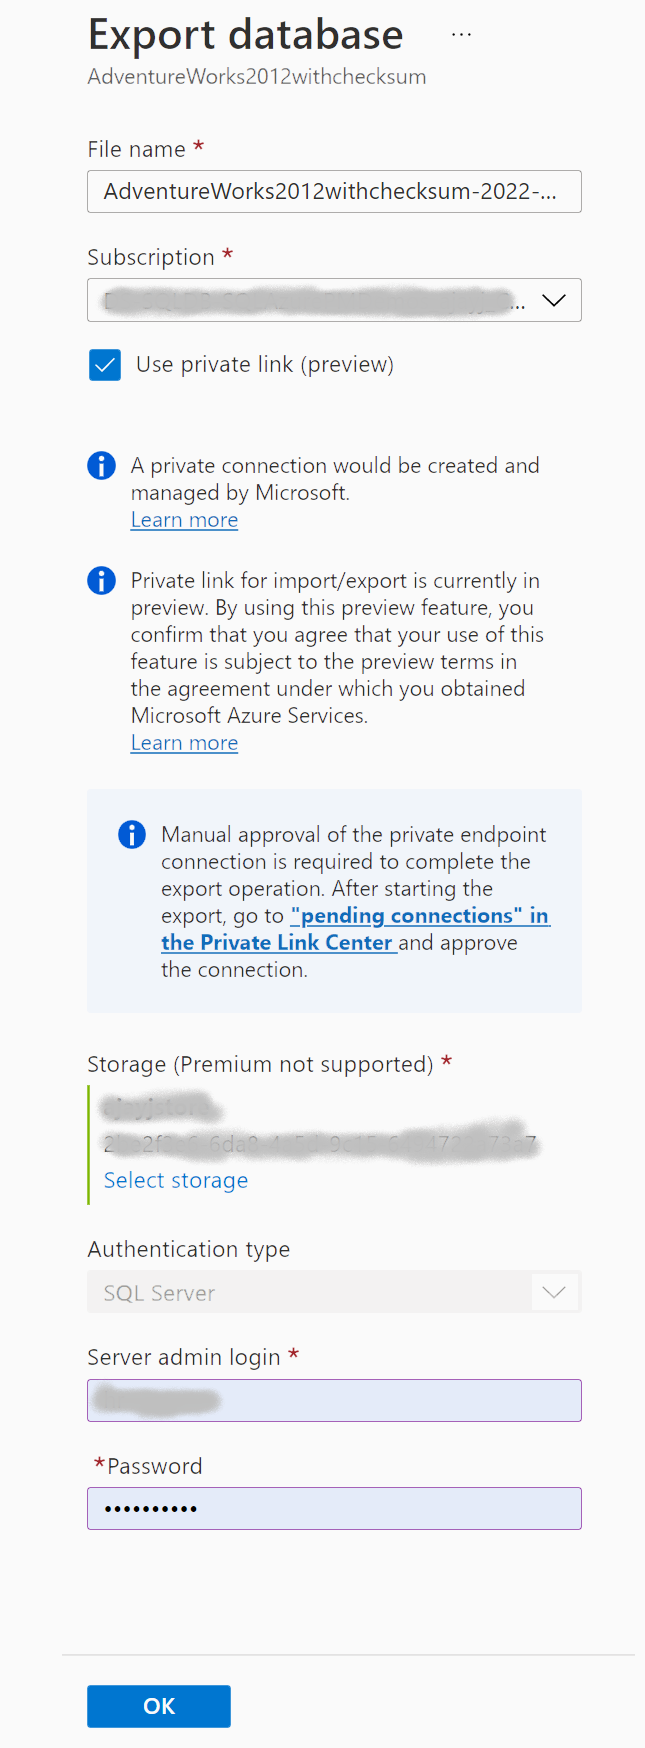 Export database ...
AdventureWorks2012withchecksum
File name *
AdventureWorks2012withchecksum-2022-...
Subscription *
...
Use private link (preview)
A private connection would be created and
managed by Microsoft.
Learn more
Private link for import/export is currently in
preview. By using this preview feature, you
confirm that you agree that your use of this
feature is subject to the preview terms in
the agreement under which you obtained
Microsoft Azure Services.
Learn more
Manual approval of the private endpoint
connection is required to complete the
export operation. After starting the
export, go to "pending connections" in
the Private Link Center and approve
the connection.
Storage (Premium not supported) *
Select storage
Authentication type
SQL Server
Server admin login *
*Password
••••••••••
OK